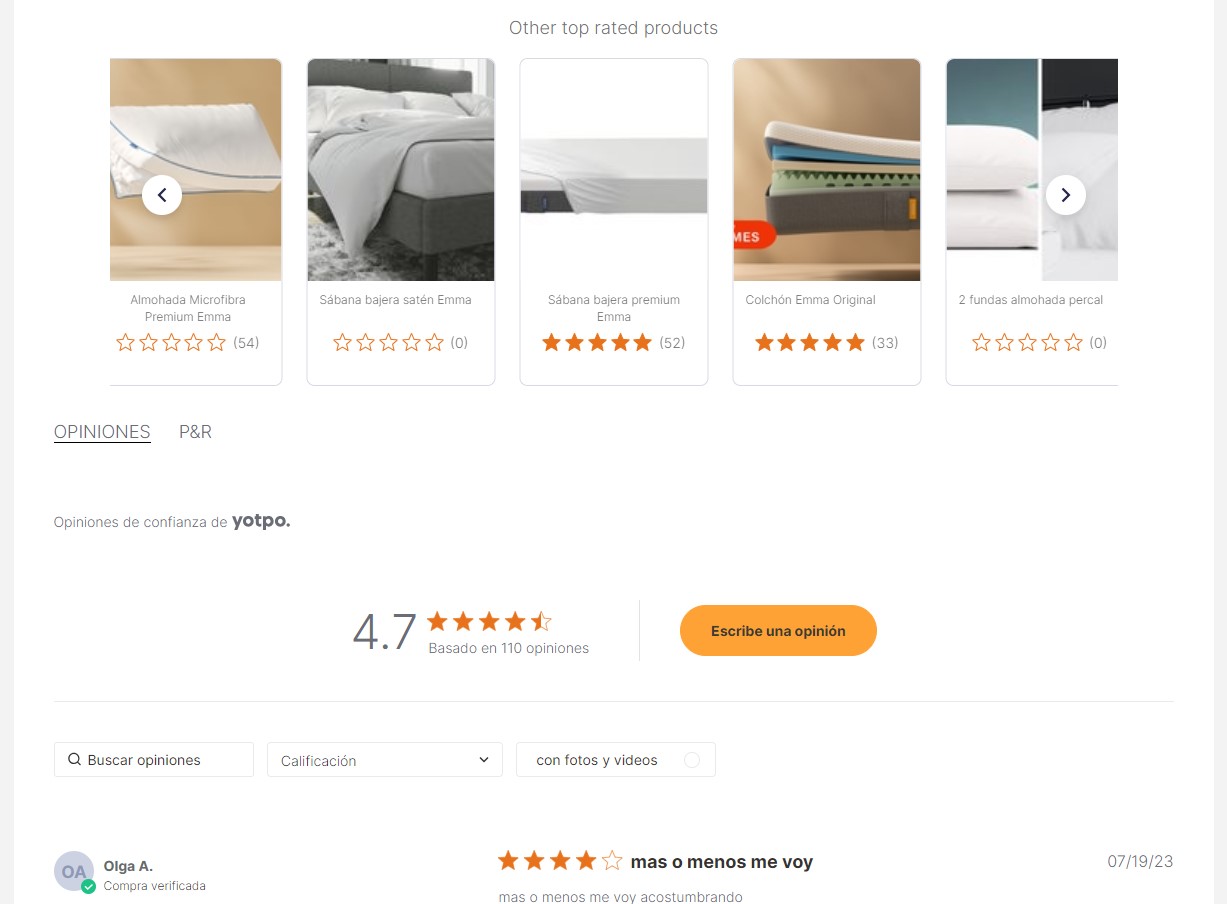 Other top rated products
MES
Almohada Microfibra
Premium Emma
(54)
Sábana bajera satén Emma
(0)
Sábana bajera premium
Emma
(52)
Colchón Emma Original
(33)
2 fundas almohada percal
(0)
OPINIONES P&R
Opiniones de confianza de yotpo.
4.7
Basado en 110 opiniones
Escribe una opinión
Buscar opiniones
Calificación
con fotos y videos
OA
Olga A.
Compra verificada
mas o menos me voy
07/19/23
mas o menos me voy acostumbrando